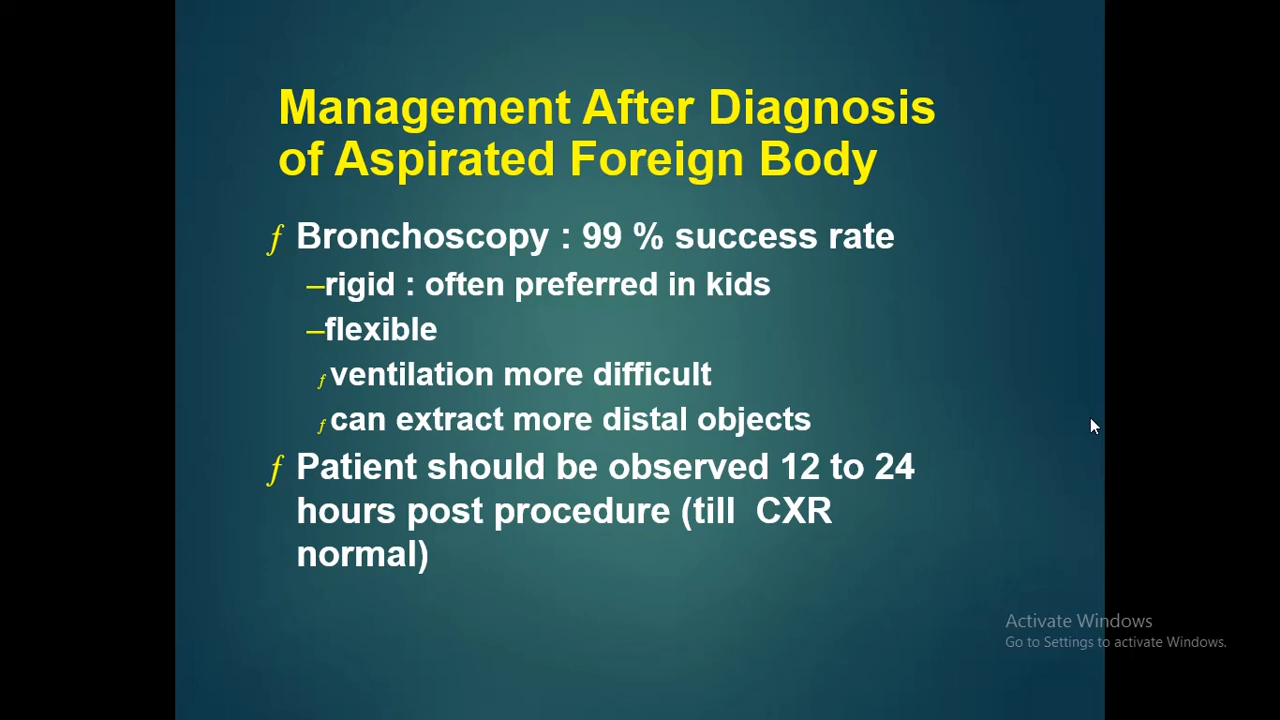 Management After Diagnosis
of Aspirated Foreign Body
ƒ Bronchoscopy : 99 % success rate
–rigid : often preferred in kids
–flexible
ƒ ventilation more difficult
ƒ can extract more distal objects
ƒ Patient should be observed 12 to 24
hours post procedure (till CXR
normal)
Activate Windows
Go to Settings to activate Windows.